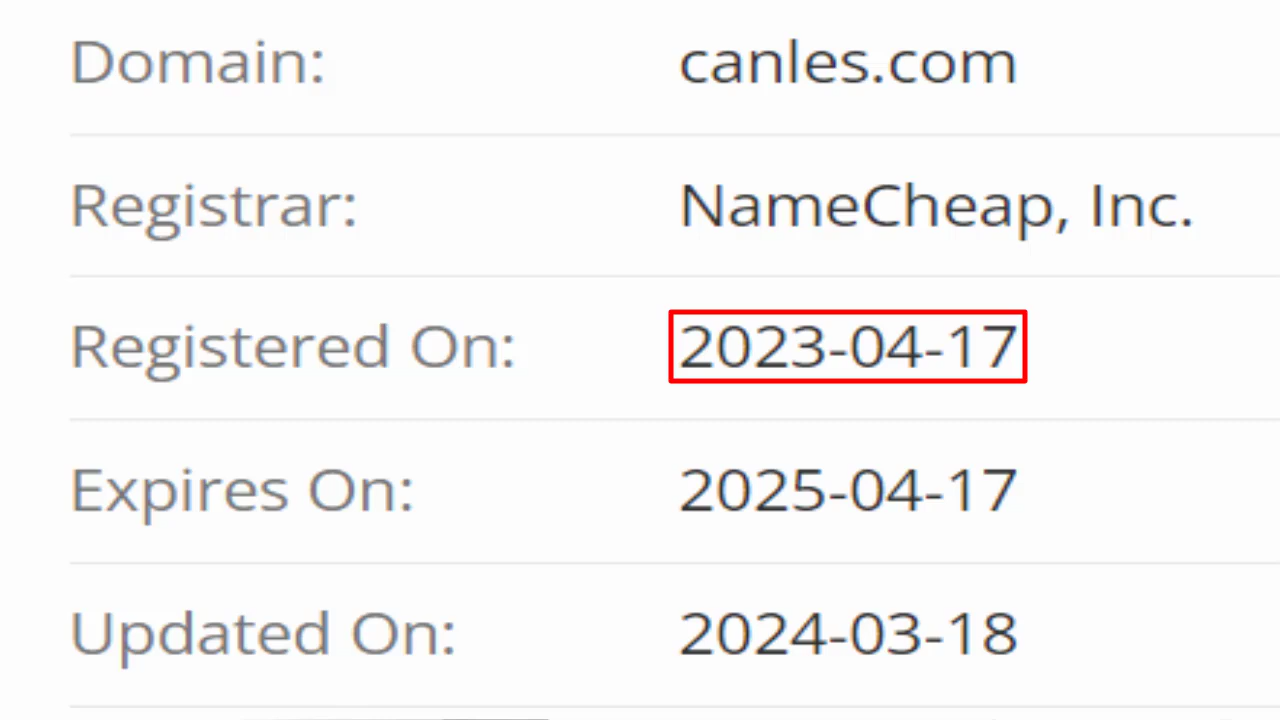 Domain: canles.com
Registrar: NameCheap, Inc.
Registered On: 2023-04-17
Expires On: 2025-04-17
Updated On: 2024-03-18